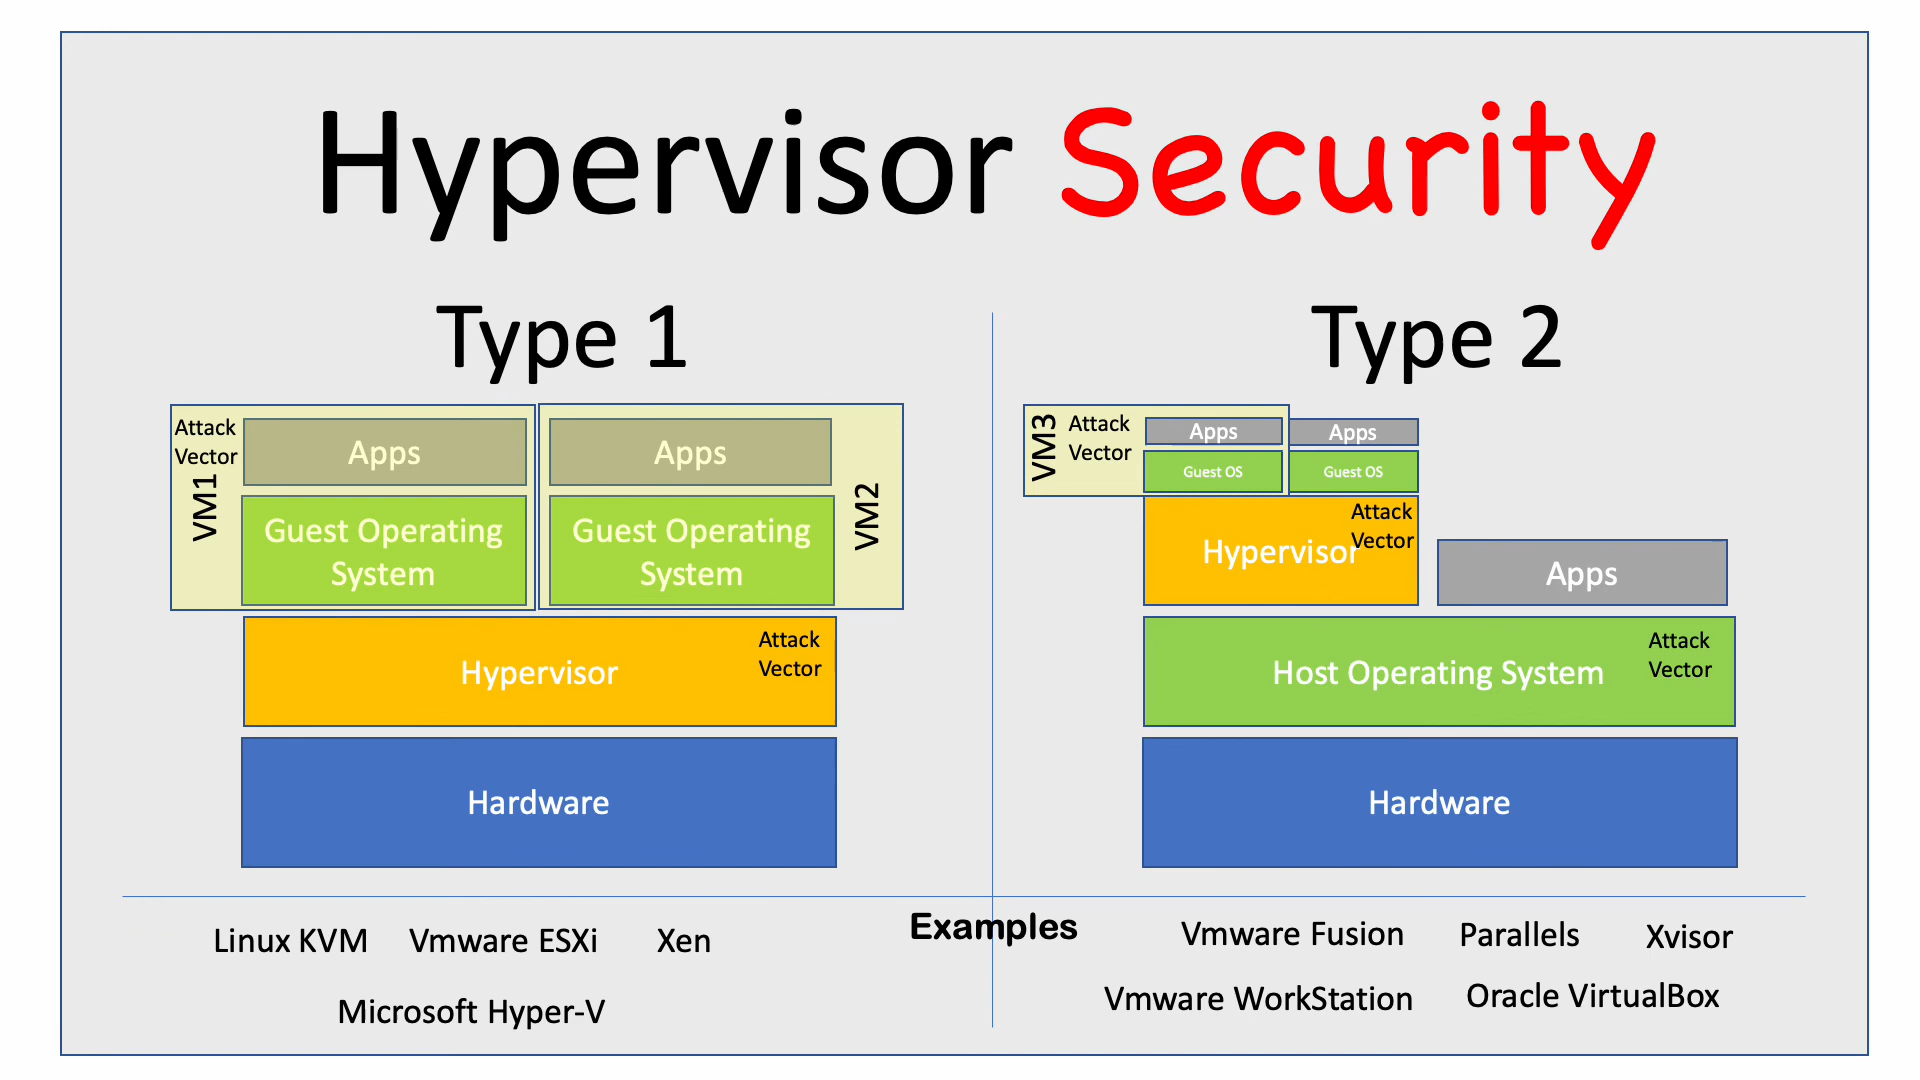 Hypervisor Security
Type 1
Attack
Vector
VM1
Apps
Guest Operating
System
Apps
Guest Operating
System
VM2
Hypervisor
Attack
Vector
Hardware
Type 2
VM3
Attack
Vector
Apps
Guest OS
Apps
Guest OS
Hypervisor
Attack
Vector
Apps
Host Operating System
Attack
Vector
Hardware
Examples
Linux KVM
Vmware ESXi
Xen
Microsoft Hyper-V
Vmware Fusion
Parallels
Xvisor
Vmware WorkStation
Oracle VirtualBox